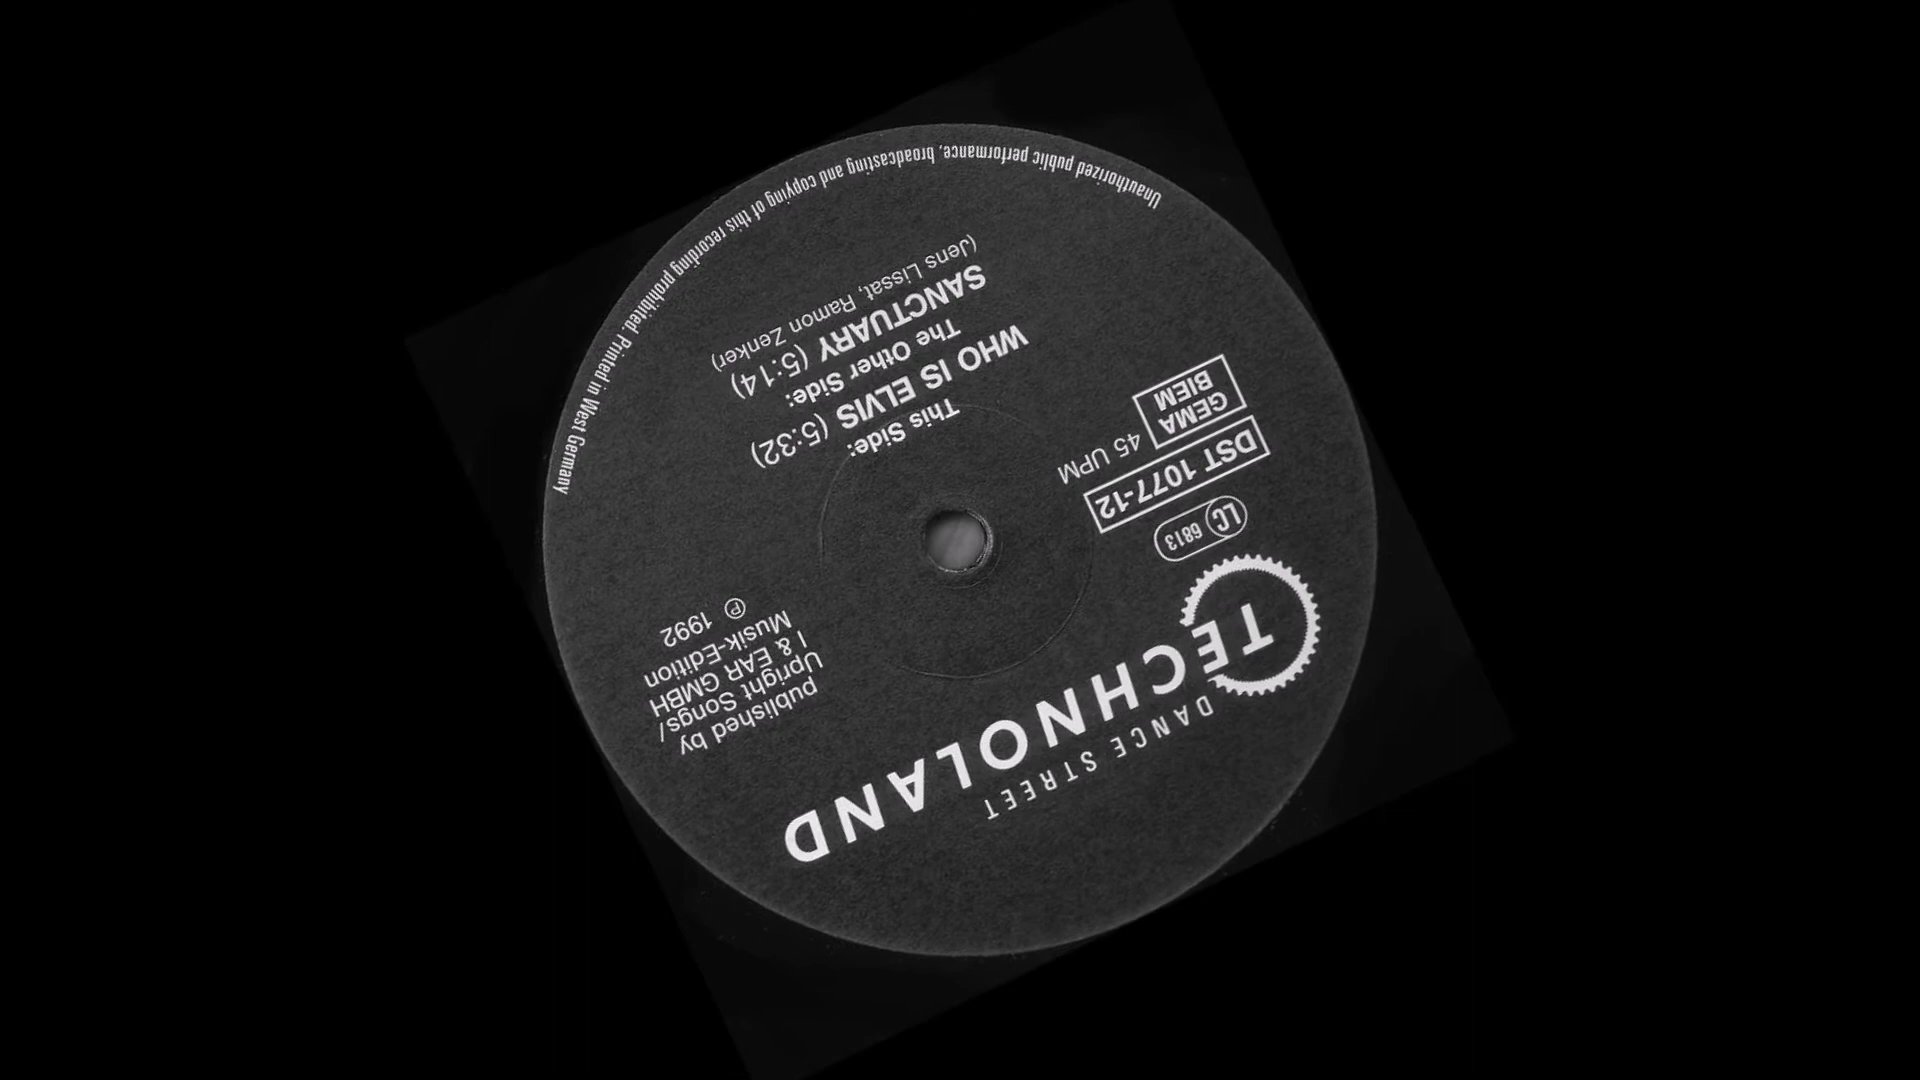 DANCE STREET
TECHNOLAND
LC 6813
DST 1077-12
GEMA
BIEM
45 UPM
published by
Upright Songs/
I & EAR GMBH
Musik-Edition
Ⓟ 1992
This Side:
WHO IS ELVIS (5:32)
The Other Side:
SANCTUARY (5:14)
(Jens Lissat, Ramon Zenker)
Unauthorized public performance, broadcasting and copying of this recording prohibited. Printed in West Germany